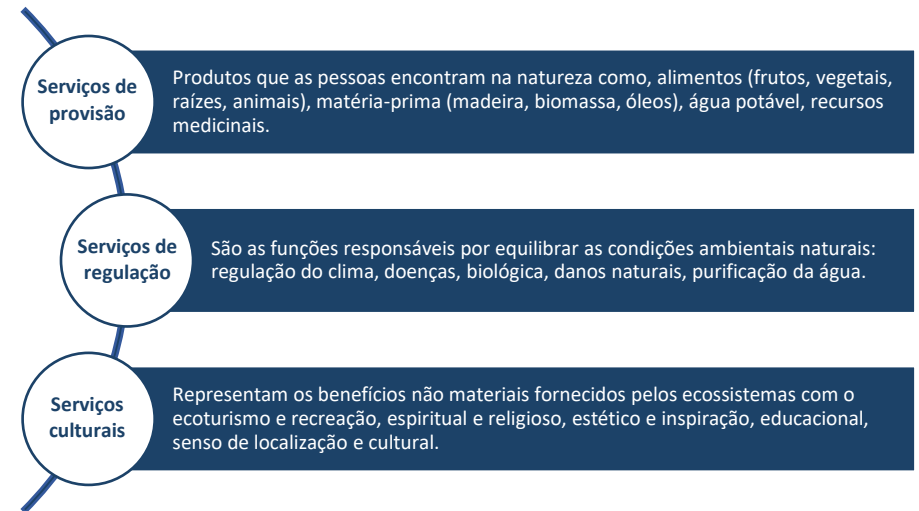 Serviços de
provisão
Produtos que as pessoas encontram na natureza como, alimentos (frutos, vegetais,
raízes, animais), matéria-prima (madeira, biomassa, óleos), água potável, recursos
medicinais.
Serviços de
regulação
São as funções responsáveis por equilibrar as condições ambientais naturais:
regulação do clima, doenças, biológica, danos naturais, purificação da água.
Serviços
culturais
Representam os benefícios não materiais fornecidos pelos ecossistemas com o
ecoturismo e recreação, espiritual e religioso, estético e inspiração, educacional,
senso de localização e cultural.